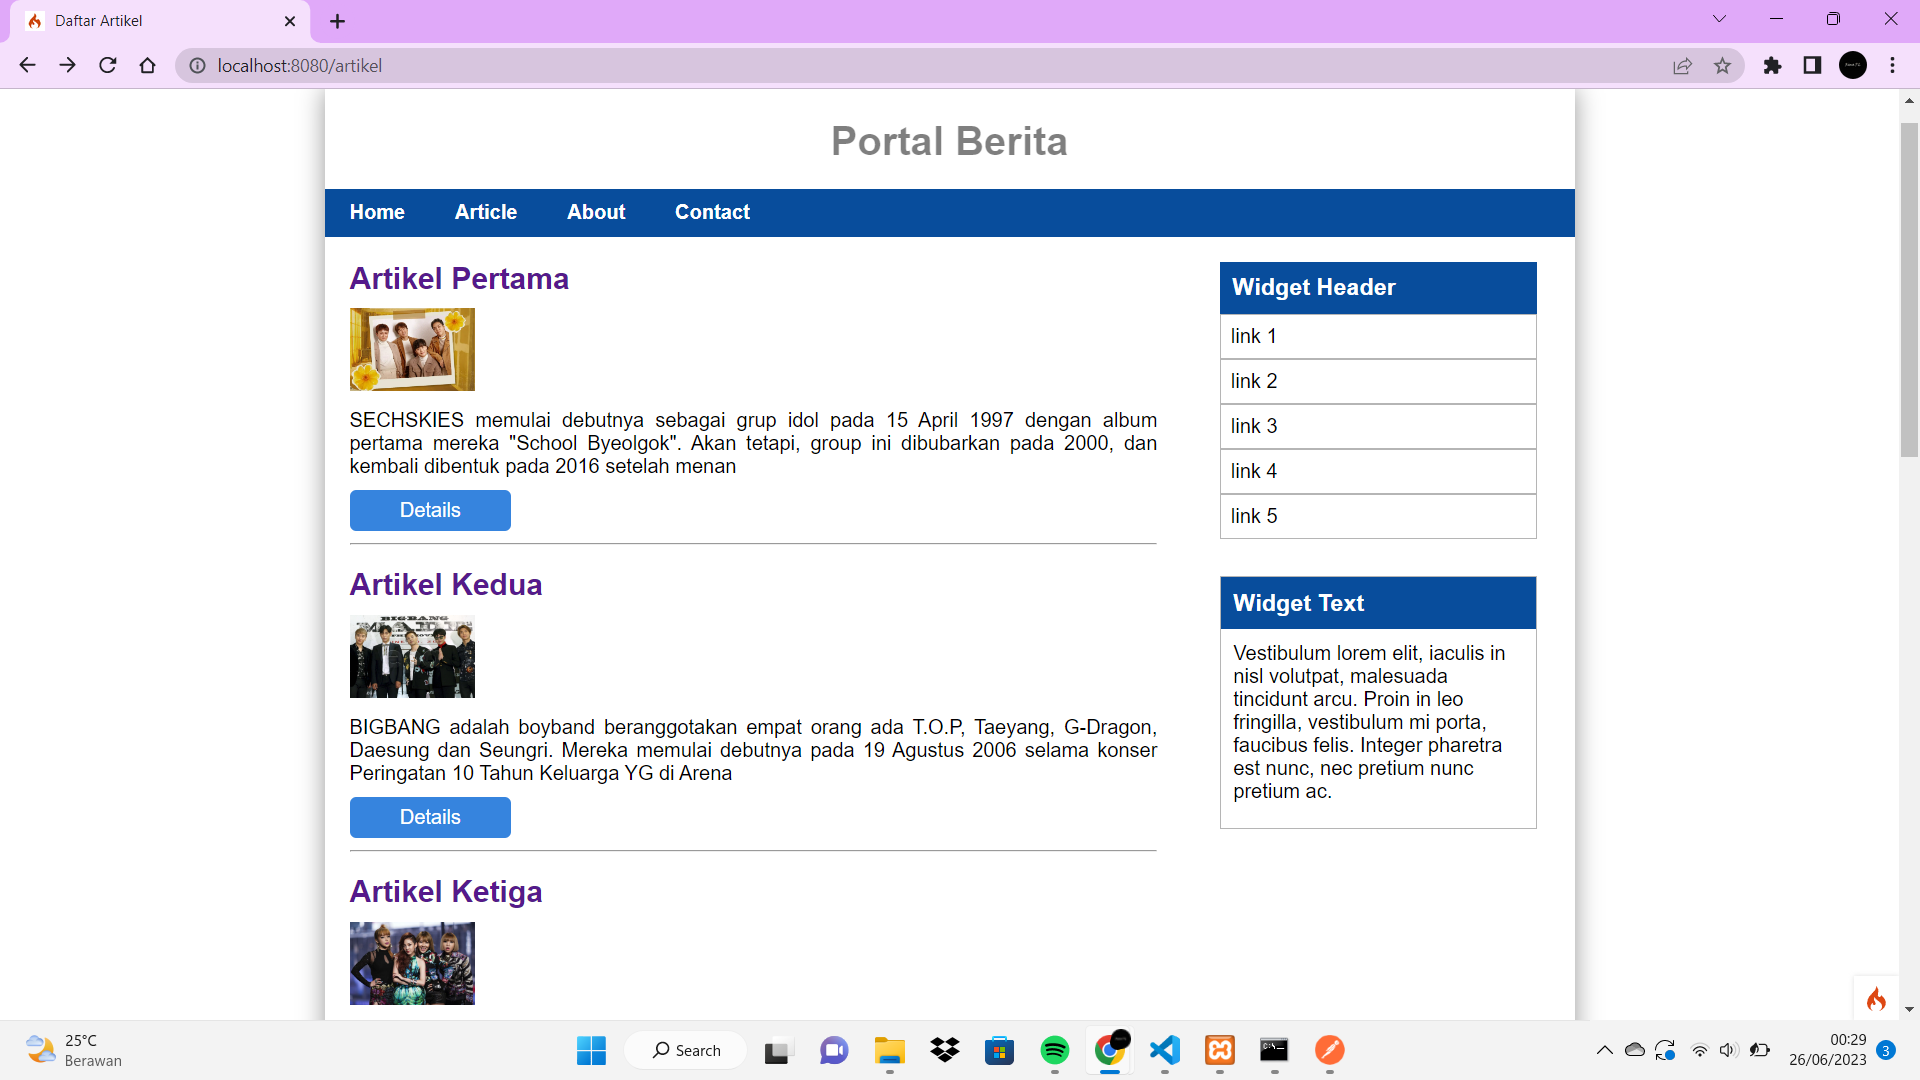 Daftar Artikel
localhost:8080/artikel
Portal Berita
Home Article About Contact
Artikel Pertama
SECHSKIES memulai debutnya sebagai grup idol pada 15 April 1997 dengan album
pertama mereka "School Byeolgok". Akan tetapi, group ini dibubarkan pada 2000, dan
kembali dibentuk pada 2016 setelah menan
Details
Artikel Kedua
BIGBANG
BIGBANG adalah boyband beranggotakan empat orang ada T.O.P, Taeyang, G-Dragon,
Daesung dan Seungri. Mereka memulai debutnya pada 19 Agustus 2006 selama konser
Peringatan 10 Tahun Keluarga YG di Arena
Details
Artikel Ketiga
Widget Header
link 1
link 2
link 3
link 4
link 5
Widget Text
Vestibulum lorem elit, iaculis in
nisl volutpat, malesuada
tincidunt arcu. Proin in leo
fringilla, vestibulum mi porta,
faucibus felis. Integer pharetra
est nunc, nec pretium nunc
pretium ac.
25°C
Berawan
Search
00:29
26/06/2023
3